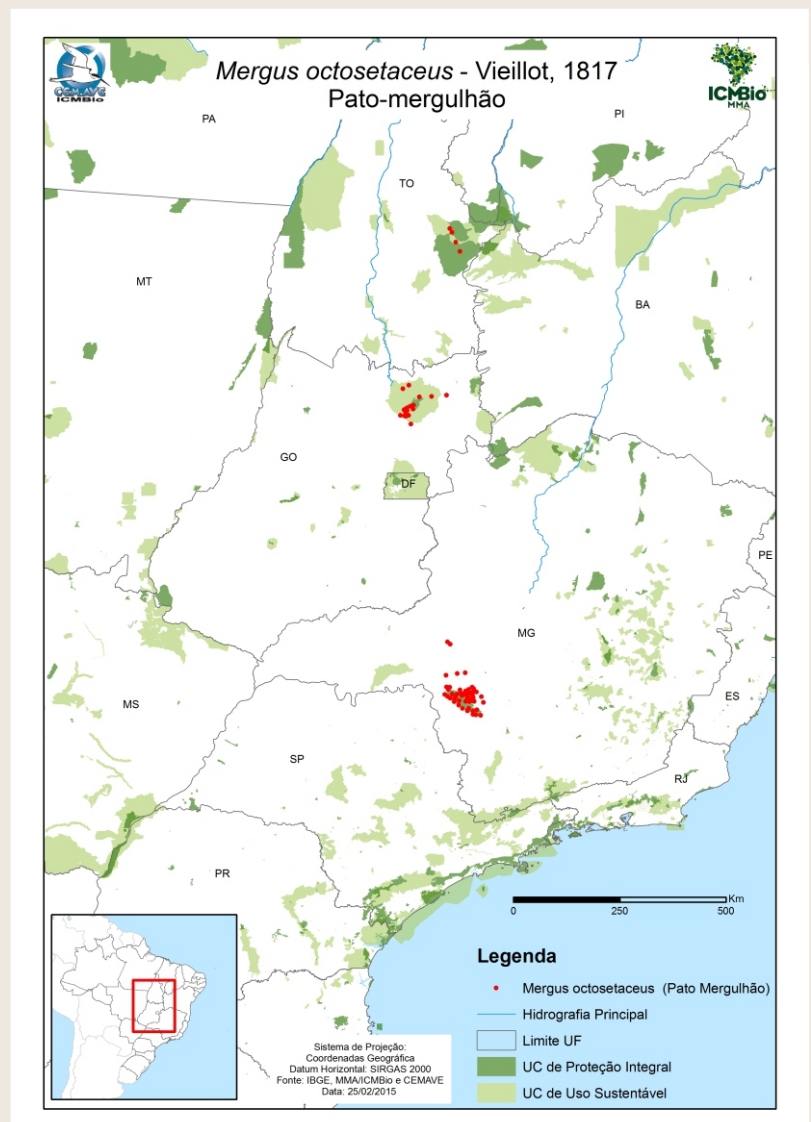 Mergus octosetaceus - Vieillot, 1817
Pato-mergulhão
CEMAVE
ICMBio
ICMBio
MMA
PA
PI
TO
MT
BA
GO
DF
PE
MG
MS
ES
SP
RJ
PR
Km
0 250 500
Legenda
Mergus octosetaceus (Pato Mergulhão)
Hidrografia Principal
Limite UF
UC de Proteção Integral
UC de Uso Sustentável
Sistema de Projeção:
Coordenadas Geográfica
Datum Horizontal: SIRGAS 2000
Fonte: IBGE, MMA/ICMBio e CEMAVE
Data: 25/02/2015